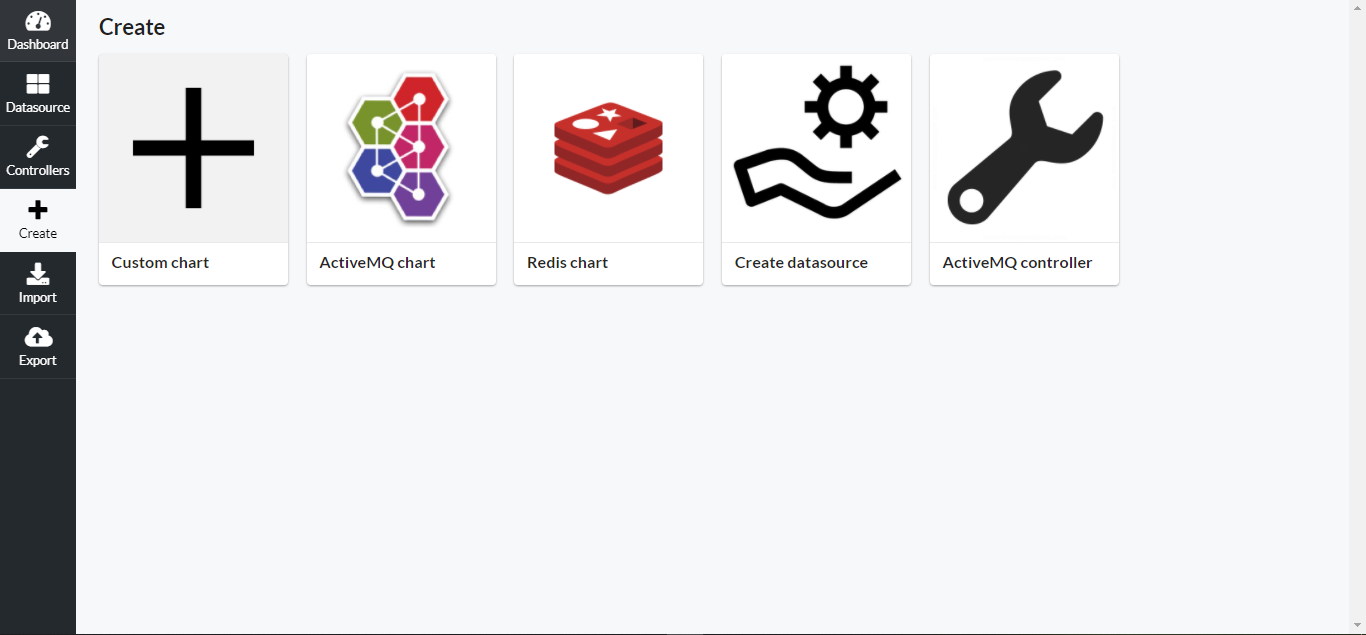 Dashboard
Datasource
Controllers
Create
Import
Export
Create
Custom chart
ActiveMQ chart
Redis chart
Create datasource
ActiveMQ controller